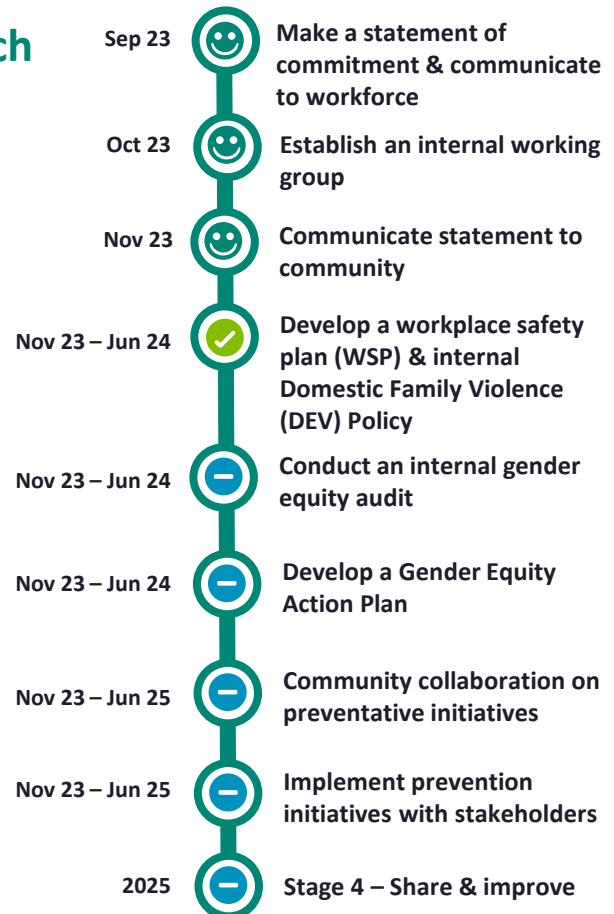 ch
Sep 23
Make a statement of
commitment & communicate
to workforce
Oct 23
Establish an internal working
group
Nov 23
Communicate statement to
community
Nov 23 – Jun 24
Develop a workplace safety
plan (WSP) & internal
Domestic Family Violence
(DEV) Policy
Nov 23 – Jun 24
Conduct an internal gender
equity audit
Nov 23 – Jun 24
Develop a Gender Equity
Action Plan
Nov 23 – Jun 25
Community collaboration on
preventative initiatives
Nov 23 – Jun 25
Implement prevention
initiatives with stakeholders
2025
Stage 4 – Share & improve